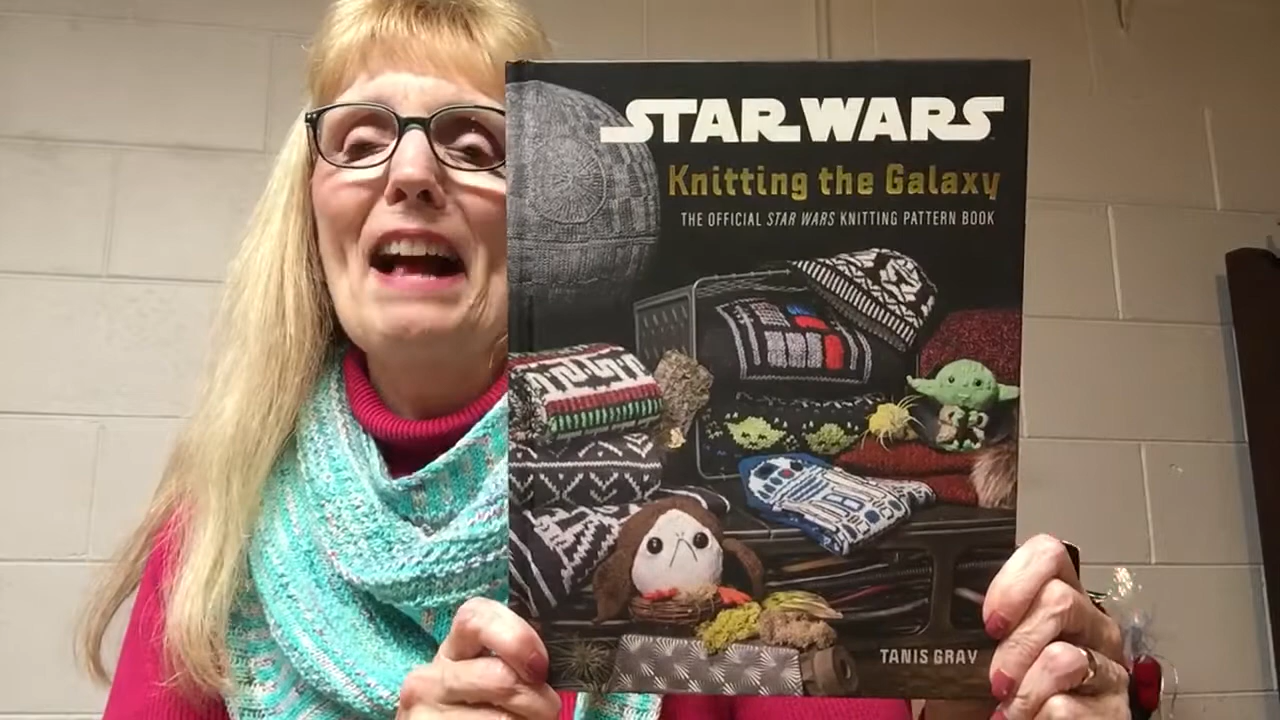 STAR WARS
Knitting the Galaxy
THE OFFICIAL STAR WARS KNITTING PATTERN BOOK
TANIS GRAY